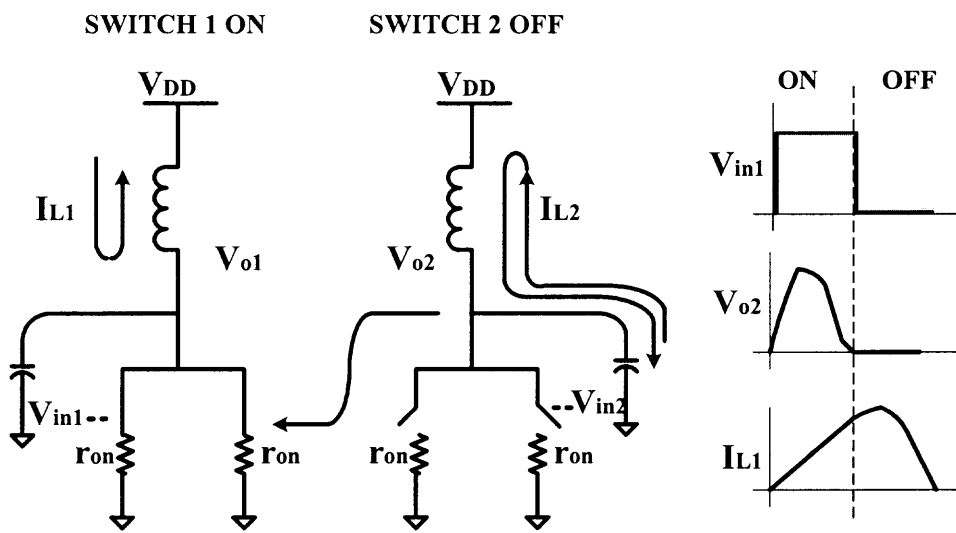 SWITCH 1 ON
SWITCH 2 OFF
VDD
VDD
ON
OFF
Vin1
IL1
IL2
Vo1
Vo2
Vo2
Vin1--
--Vin2
ron
ron
ron
ron
IL1